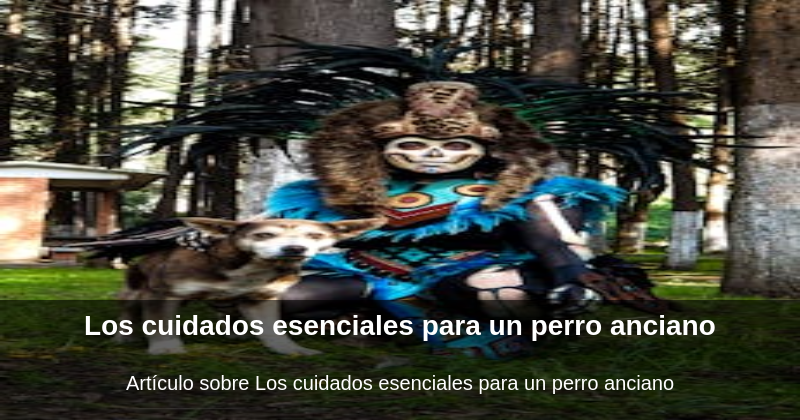 Los cuidados esenciales para un perro anciano
Artículo sobre Los cuidados esenciales para un perro anciano